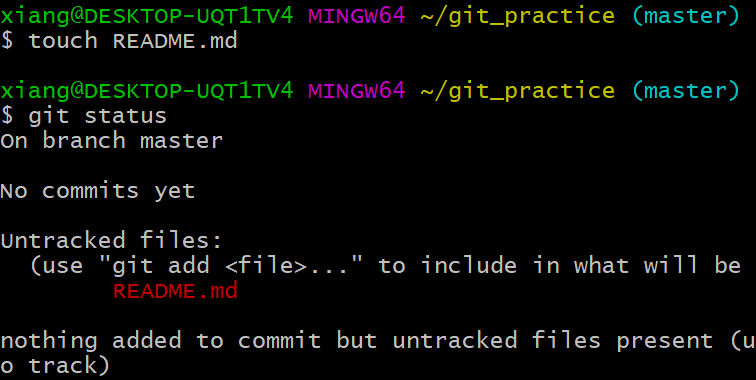 xiang@DESKTOP-UQT1TV4 MINGW64 ~/git_practice (master)
$ touch README.md
xiang@DESKTOP-UQT1TV4 MINGW64 ~/git_practice (master)
$ git status
On branch master
No commits yet
Untracked files:
(use "git add <file>..." to include in what will be
README.md
nothing added to commit but untracked files present (u
o track)